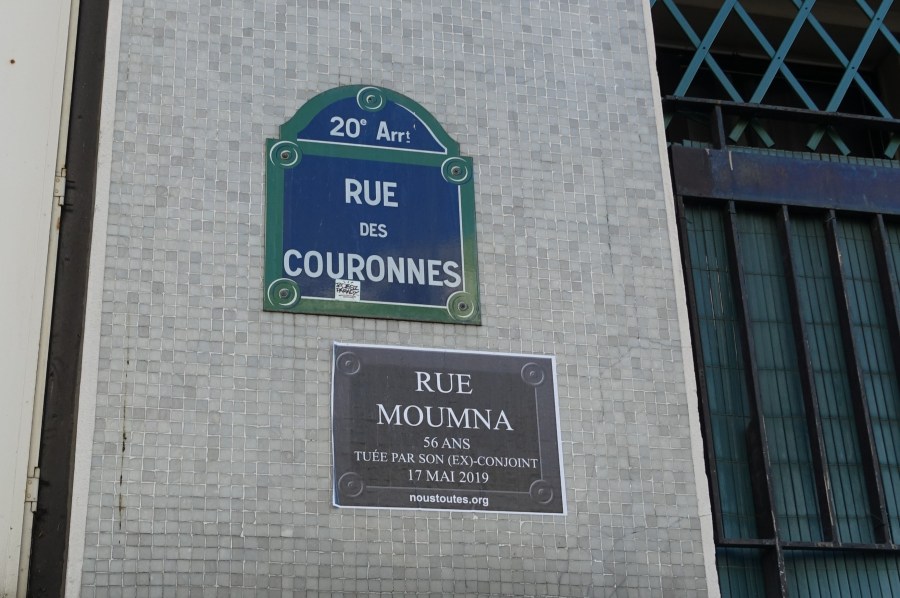 20e Arrt
RUE
DES
COURONNES
RUE
MOUMNA
56 ANS
TUÉE PAR SON (EX)-CONJOINT
17 MAI 2019
noustoutes.org